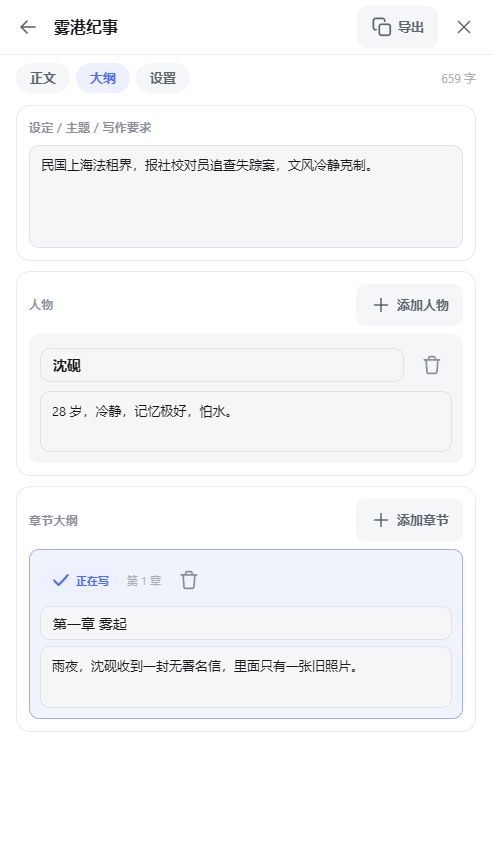 雾港纪事
导出
正文
大纲
设置
659 字
设定 / 主题 / 写作要求
民国上海法租界，报社校对员追查失踪案，文风冷静克制。
人物
添加人物
沈砚
28 岁，冷静，记忆极好，怕水。
章节大纲
添加章节
正在写
第 1 章
第一章 雾起
雨夜，沈砚收到一封无署名信，里面只有一张旧照片。